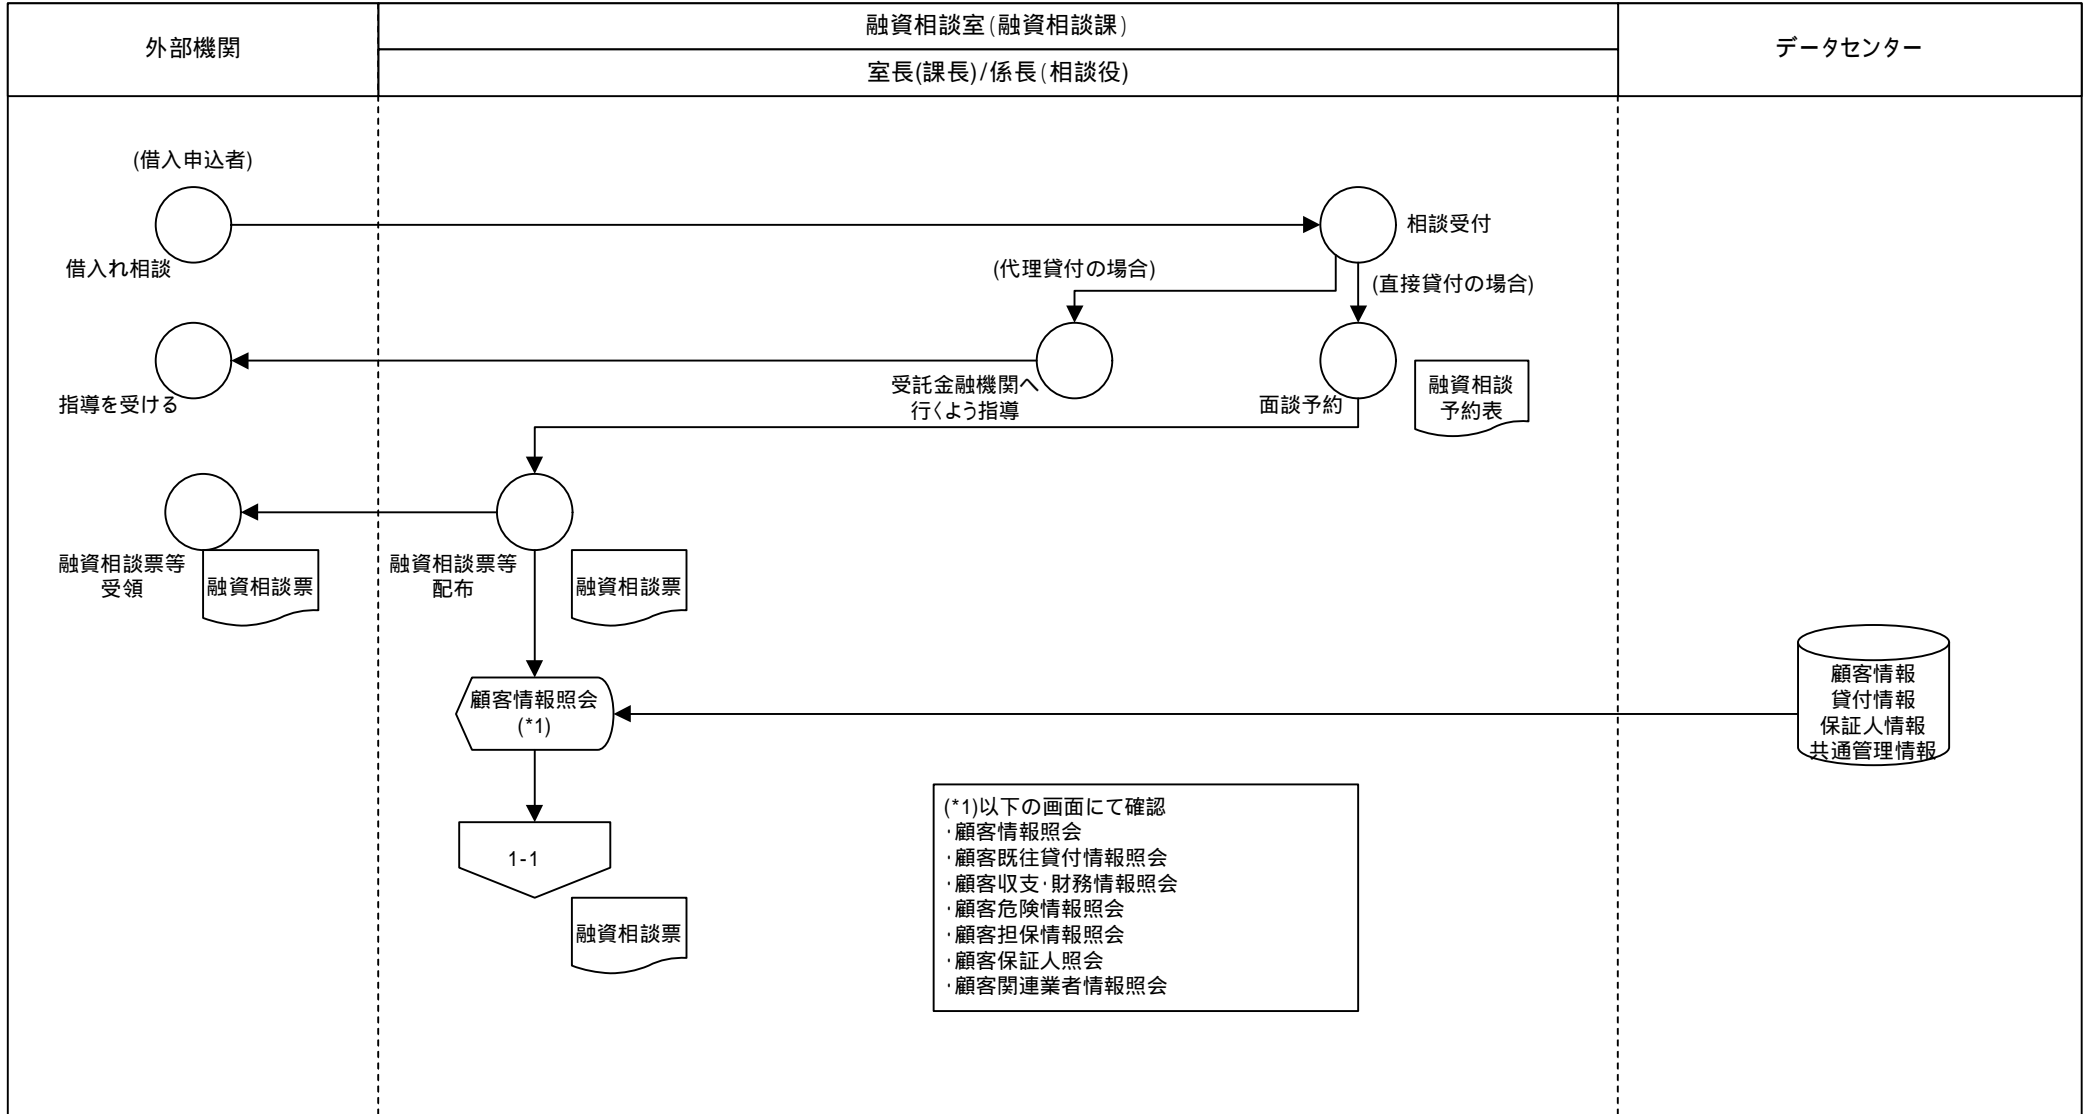 外部機関
融資相談室(融資相談課)
室長(課長)/係長(相談役)
データセンター
(借入申込者)
借入れ相談
相談受付
(代理貸付の場合)
(直接貸付の場合)
指導を受ける
受託金融機関へ
行くよう指導
面談予約
融資相談
予約表
融資相談票等
受領
融資相談票
融資相談票等
配布
融資相談票
顧客情報照会
(*1)
顧客情報
貸付情報
保証人情報
共通管理情報
1-1
融資相談票
(*1)以下の画面にて確認
・顧客情報照会
・顧客既往貸付情報照会
・顧客収支・財務情報照会
・顧客危険情報照会
・顧客担保情報照会
・顧客保証人照会
・顧客関連業者情報照会